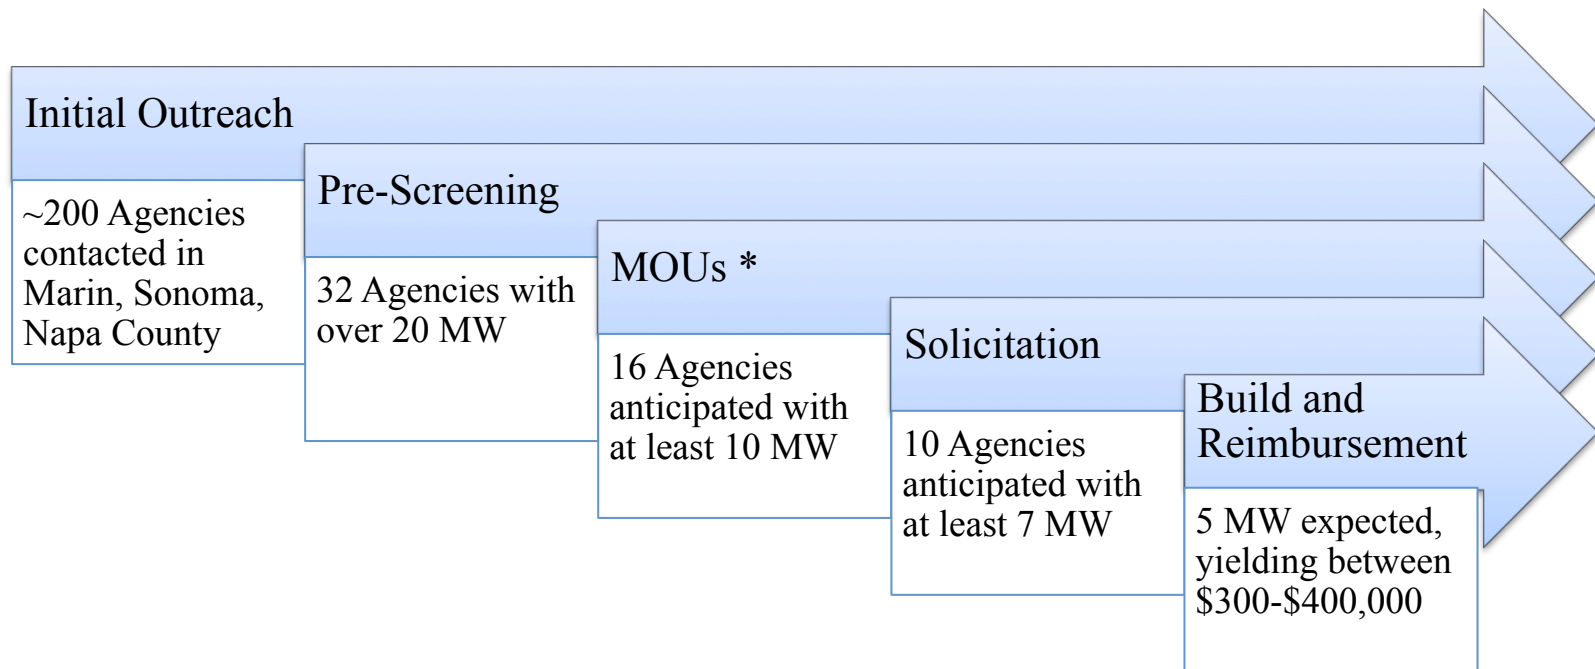 Initial Outreach
~200 Agencies
contacted in
Marin, Sonoma,
Napa County
Pre-Screening
32 Agencies with
over 20 MW
MOUs *
16 Agencies
anticipated with
at least 10 MW
Solicitation
10 Agencies
anticipated with
at least 7 MW
Build and
Reimbursement
5 MW expected,
yielding between
$300-$400,000